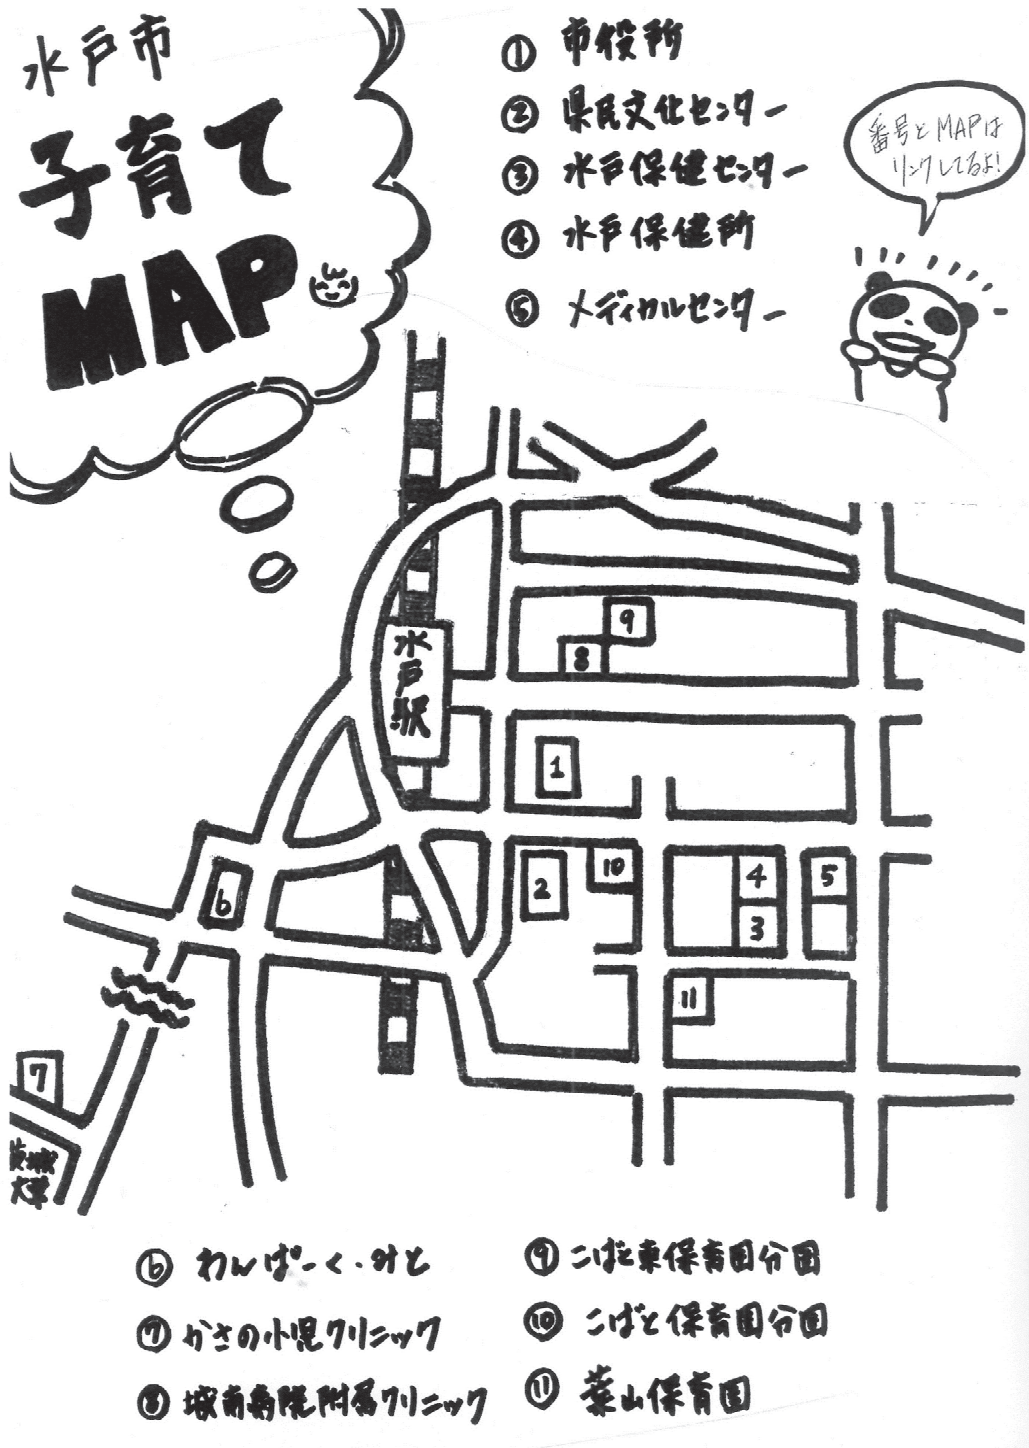 水戸市
子育て
MAP
① 市役所
② 県民文化センター
③ 水戸保健センター
④ 水戸保健所
⑤ メディカルセンター
番号とMAPは
リンクしてるよ!
水戸駅
9
8
1
6
2
10
4
5
3
11
7
茨城
大学
⑥ わんぱーく・みと
⑦ かさの小児クリニック
⑧ 城南病院附属クリニック
⑨ こばと東保育園分園
⑩ こばと保育園分園
⑪ 葉山保育園